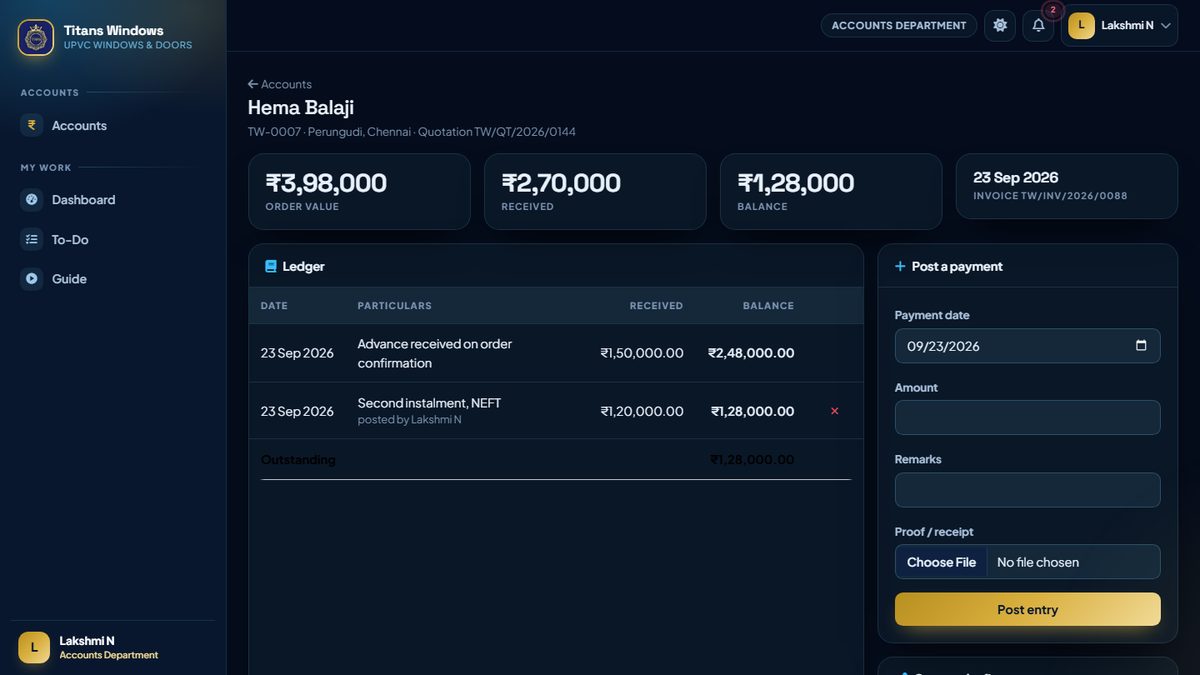 Titans Windows
UPVC WINDOWS & DOORS
ACCOUNTS
₹ Accounts
MY WORK
Dashboard
To-Do
Guide
L
Lakshmi N
Accounts Department
ACCOUNTS DEPARTMENT
2
L Lakshmi N
← Accounts
Hema Balaji
TW-0007 · Perungudi, Chennai · Quotation TW/QT/2026/0144
₹3,98,000
ORDER VALUE
₹2,70,000
RECEIVED
₹1,28,000
BALANCE
23 Sep 2026
INVOICE TW/INV/2026/0088
Ledger
DATE PARTICULARS RECEIVED BALANCE
23 Sep 2026 Advance received on order confirmation ₹1,50,000.00 ₹2,48,000.00
23 Sep 2026 Second instalment, NEFT ₹1,20,000.00 ₹1,28,000.00 ×
posted by Lakshmi N
Outstanding ₹1,28,000.00
+ Post a payment
Payment date
09/23/2026
Amount
Remarks
Proof / receipt
Choose File No file chosen
Post entry